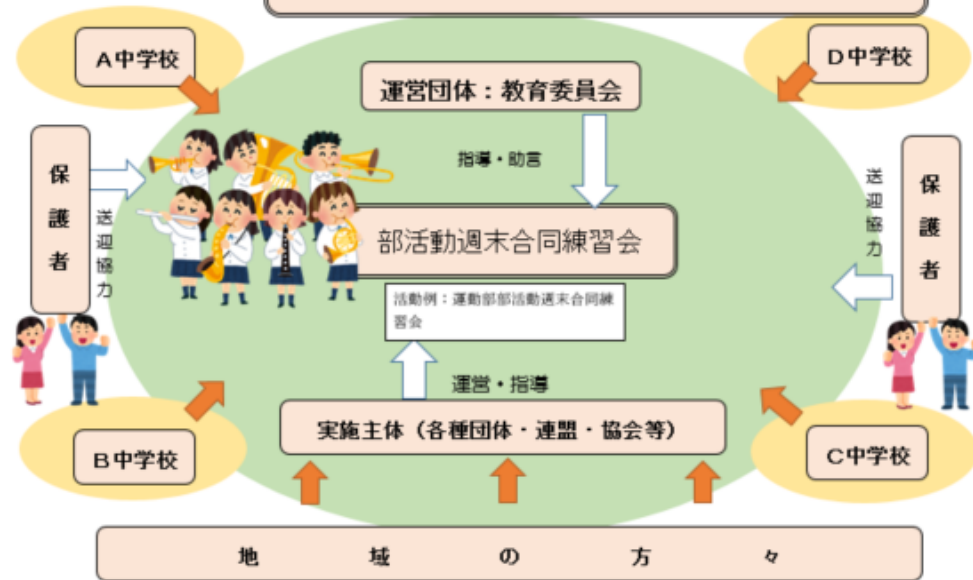 A中学校
D中学校
運営団体:教育委員会
指導・助言
保護者
送迎協力
送迎協力
保護者
部活動週末合同練習会
活動例:運動部部活動週末合同練
習会
運営・指導
実施主体(各種団体・連盟・協会等)
B中学校
C中学校
地域の方々